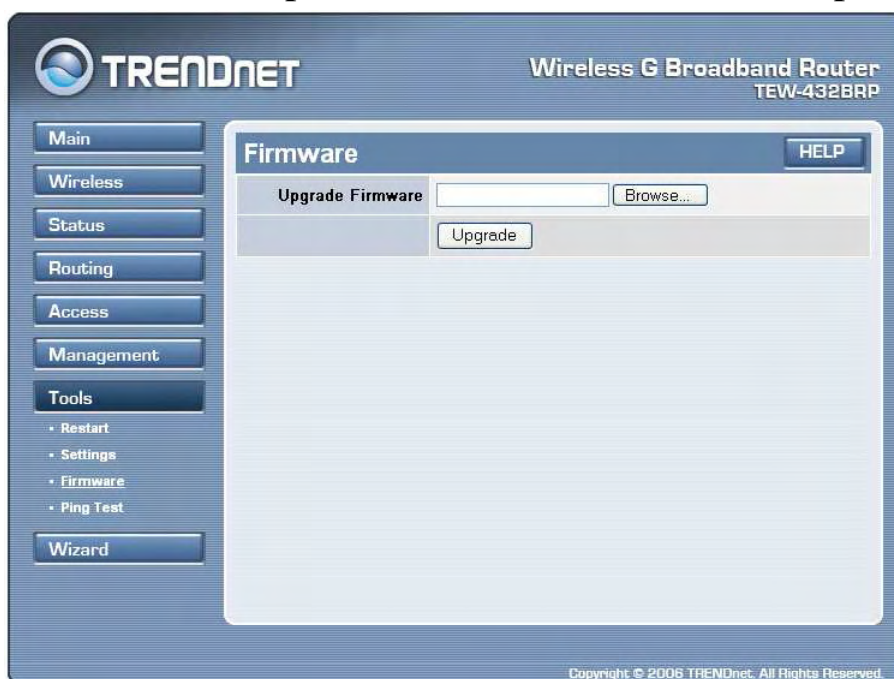 TRENDNET
Wireless G Broadband Router
TEW-432BRP
Main
Wireless
Status
Routing
Access
Management
Tools
• Restart
• Settings
• Firmware
• Ping Test
Wizard
Firmware
HELP
Upgrade Firmware
Browse...
Upgrade
Copyright © 2006 TRENDnet. All Rights Reserved.